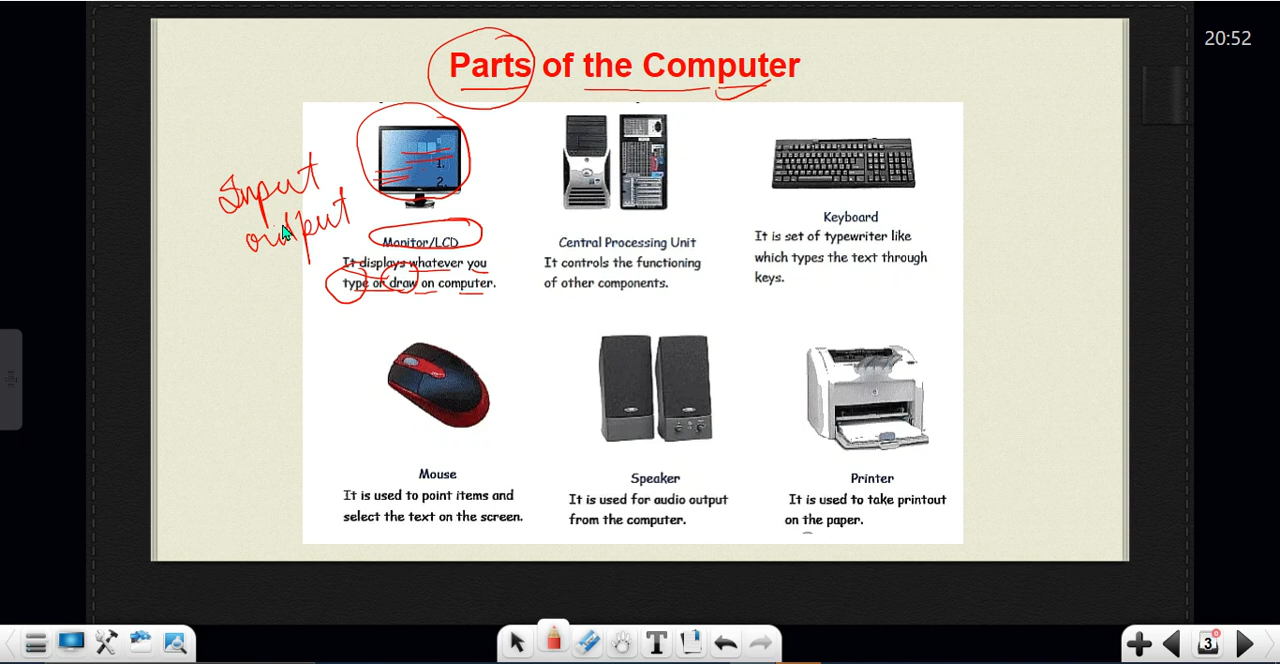 20:52
Parts of the Computer
1.
2.
Input
output
Monitor/LCD
It displays whatever you
type or draw on computer.
Central Processing Unit
It controls the functioning
of other components.
Keyboard
It is set of typewriter like
which types the text through
keys.
Mouse
It is used to point items and
select the text on the screen.
Speaker
It is used for audio output
from the computer.
Printer
It is used to take printout
on the paper.
T
3